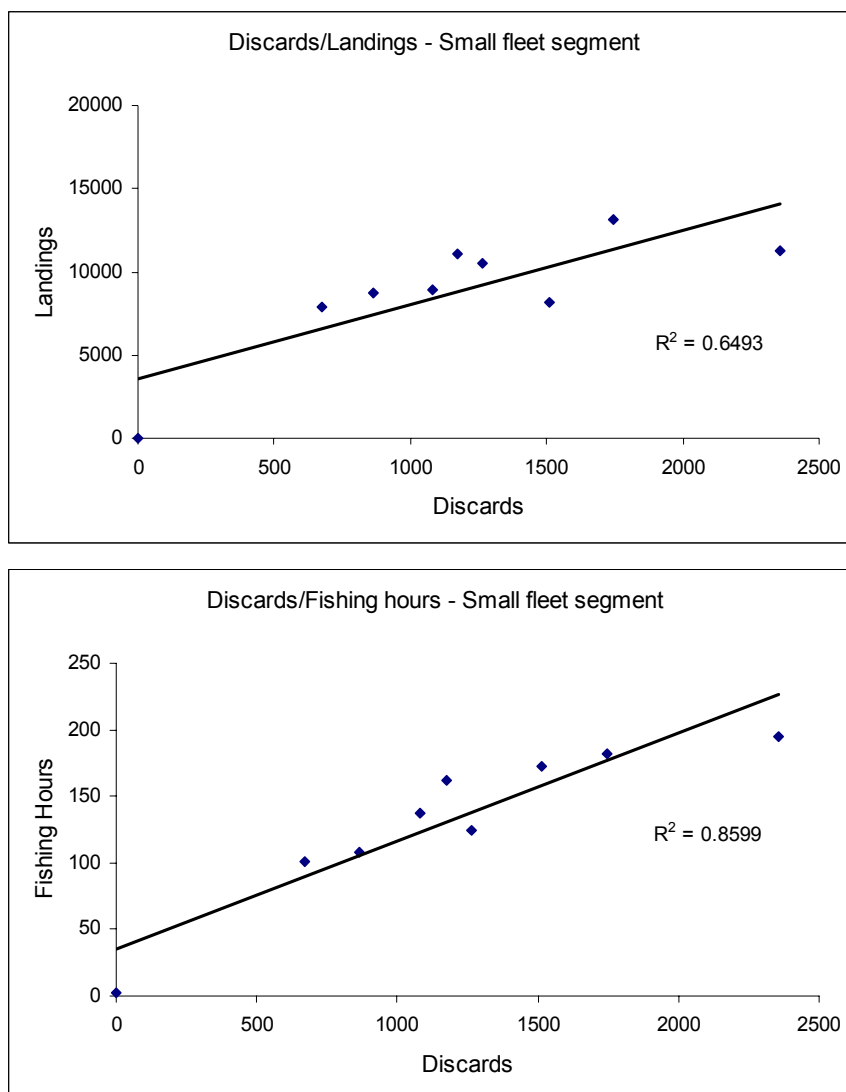 Discards/Landings - Small fleet segment
20000
15000
10000
5000
0
Landings
R² = 0.6493
0 500 1000 1500 2000 2500
Discards
Discards/Fishing hours - Small fleet segment
250
200
150
100
50
0
Fishing Hours
R² = 0.8599
0 500 1000 1500 2000 2500
Discards